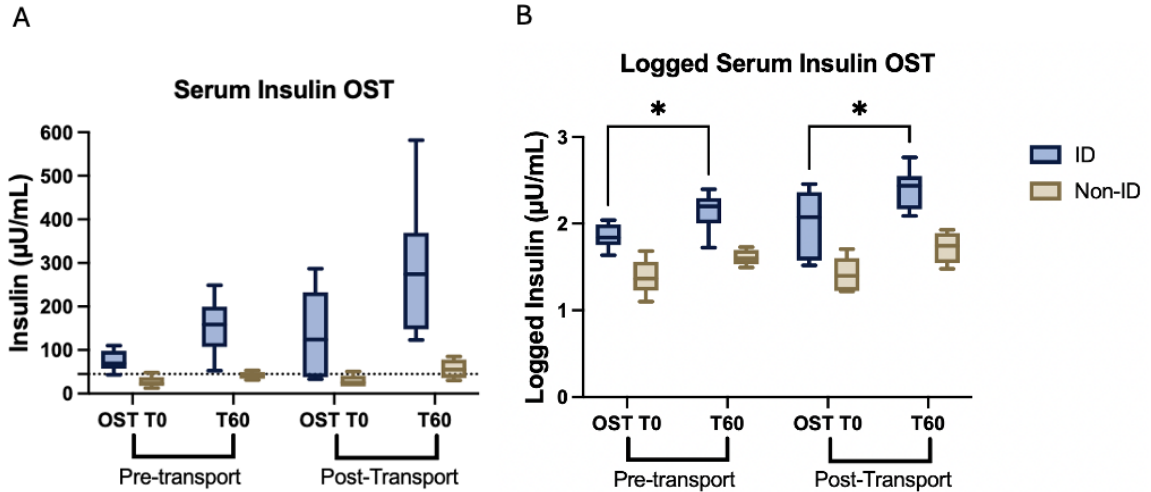 A
B
Serum Insulin OST
Logged Serum Insulin OST
Insulin (µU/mL)
600
500
400
300
200
100
0
OST T0
T60
OST T0
T60
Pre-transport
Post-Transport
Logged Insulin (µU/mL)
3
2
1
0
*
*
OST T0
T60
OST T0
T60
Pre-transport
Post-Transport
ID
Non-ID